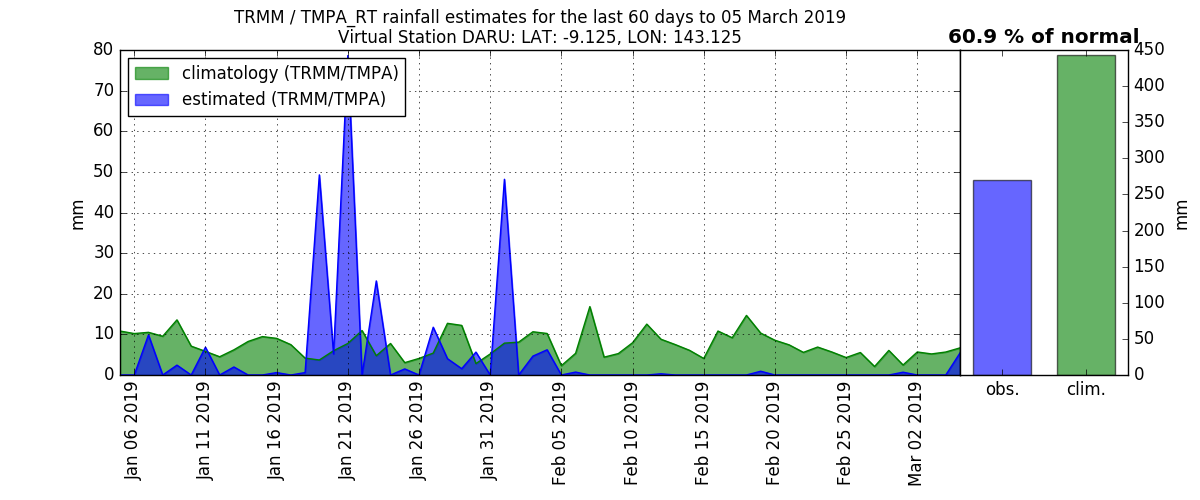 TRMM / TMPA_RT rainfall estimates for the last 60 days to 05 March 2019
Virtual Station DARU: LAT: -9.125, LON: 143.125
60.9 % of normal
climatology (TRMM/TMPA)
estimated (TRMM/TMPA)
80
70
60
50
40
30
20
10
0
mm
Jan 06 2019
Jan 11 2019
Jan 16 2019
Jan 21 2019
Jan 26 2019
Jan 31 2019
Feb 05 2019
Feb 10 2019
Feb 15 2019
Feb 20 2019
Feb 25 2019
Mar 02 2019
obs.
clim.
450
400
350
300
250
200
150
100
50
0
mm